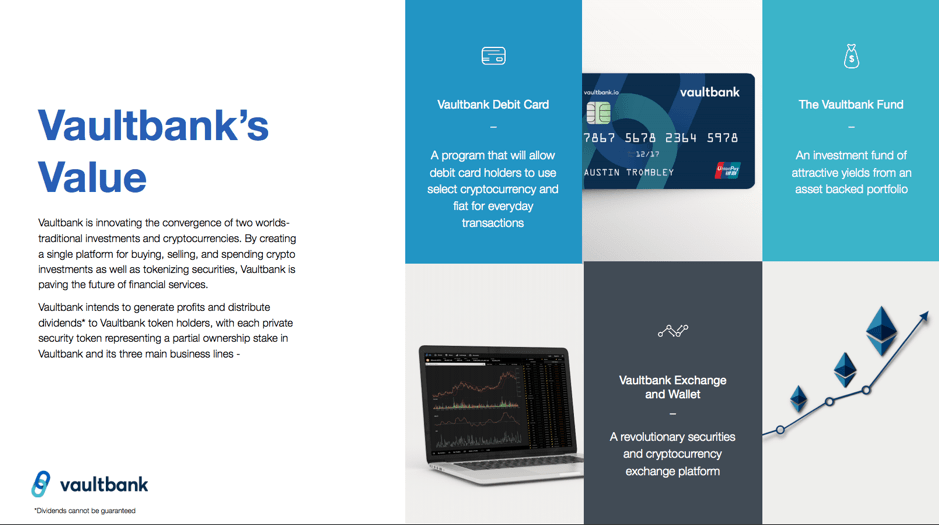 Vaultbank's
Value
Vaultbank is innovating the convergence of two worlds-
traditional investments and cryptocurrencies. By creating
a single platform for buying, selling, and spending crypto
investments as well as tokenizing securities, Vaultbank is
paving the future of financial services.
Vaultbank intends to generate profits and distribute
dividends* to Vaultbank token holders, with each private
security token representing a partial ownership stake in
Vaultbank and its three main business lines -
vaultbank
*Dividends cannot be guaranteed
Vaultbank Debit Card
–
A program that will allow
debit card holders to use
select cryptocurrency and
fiat for everyday
transactions
vaultbank.io
vaultbank
7867 5678 2364 5978
12/17
AUSTIN TROMBLEY
UnionPay
银联
The Vaultbank Fund
–
An investment fund of
attractive yields from an
asset backed portfolio
Vaultbank Exchange
and Wallet
–
A revolutionary securities
and cryptocurrency
exchange platform